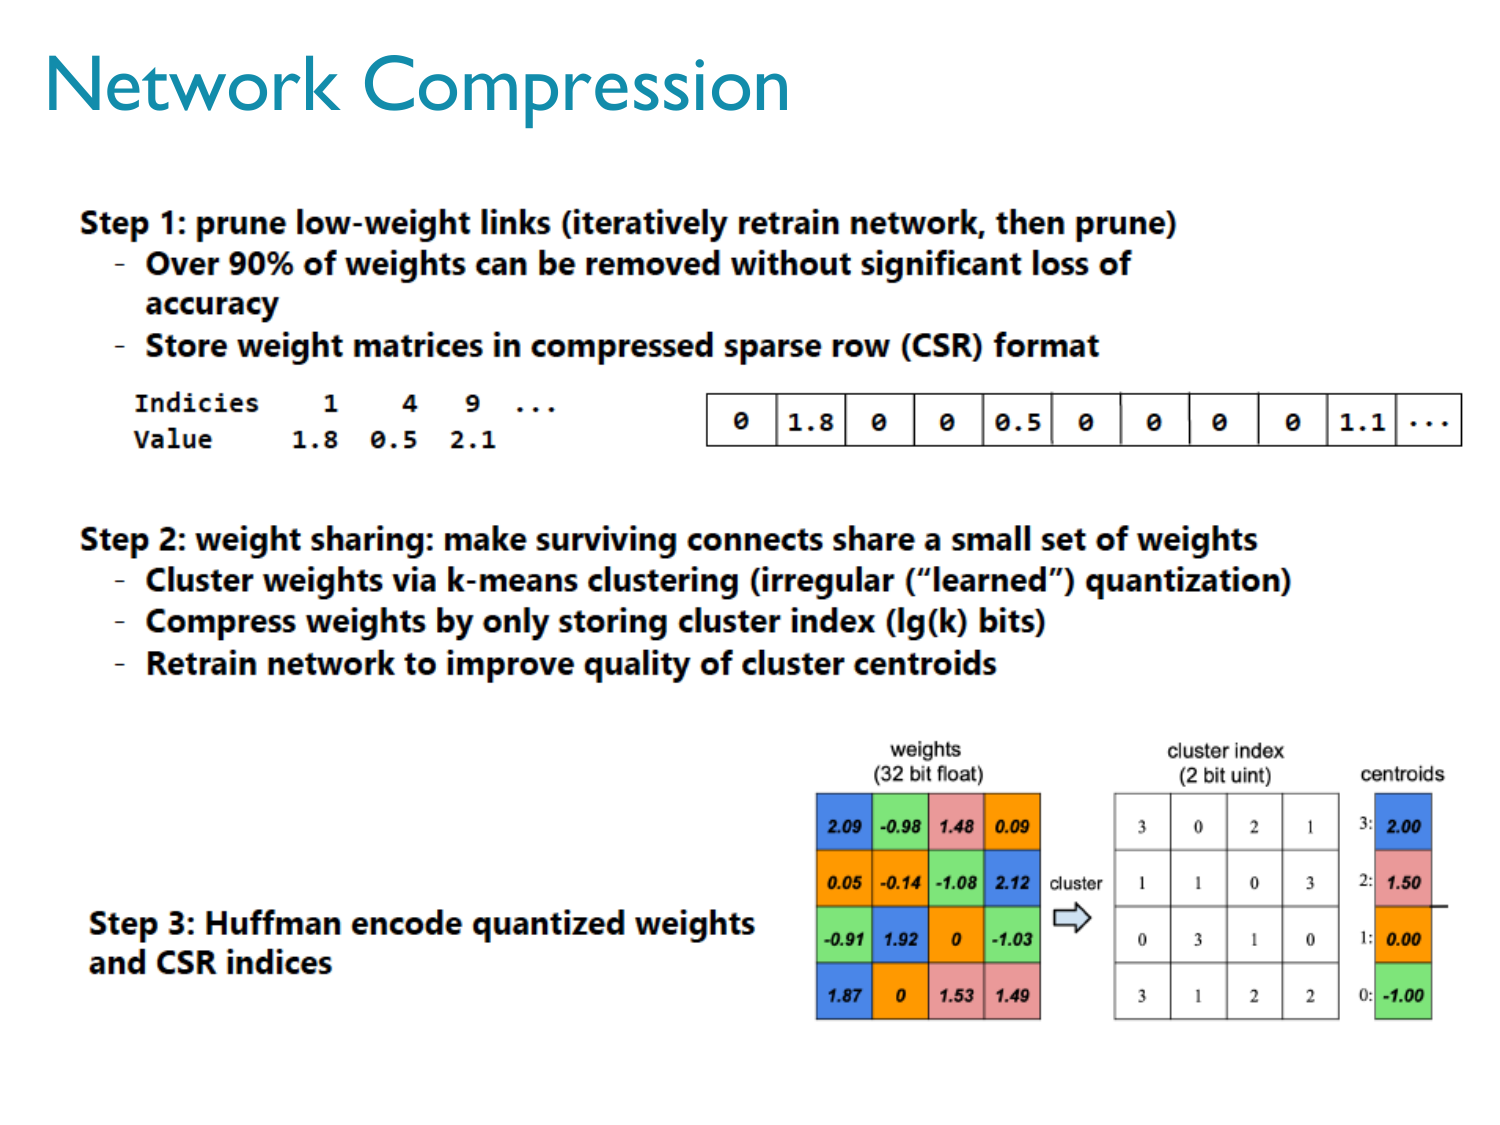 Network Compression
Step 1: prune low-weight links (iteratively retrain network, then prune)
- Over 90% of weights can be removed without significant loss of
accuracy
- Store weight matrices in compressed sparse row (CSR) format
Indicies 1 4 9 ...
Value 1.8 0.5 2.1
0 1.8 0 0 0.5 0 0 0 0 1.1 ...
Step 2: weight sharing: make surviving connects share a small set of weights
- Cluster weights via k-means clustering (irregular (“learned”) quantization)
- Compress weights by only storing cluster index (lg(k) bits)
- Retrain network to improve quality of cluster centroids
Step 3: Huffman encode quantized weights
and CSR indices
weights
(32 bit float)
2.09 -0.98 1.48 0.09
0.05 -0.14 -1.08 2.12
-0.91 1.92 0 -1.03
1.87 0 1.53 1.49
cluster
cluster index
(2 bit uint)
3 0 2 1
1 1 0 3
0 3 1 0
3 1 2 2
centroids
3: 2.00
2: 1.50
1: 0.00
0: -1.00